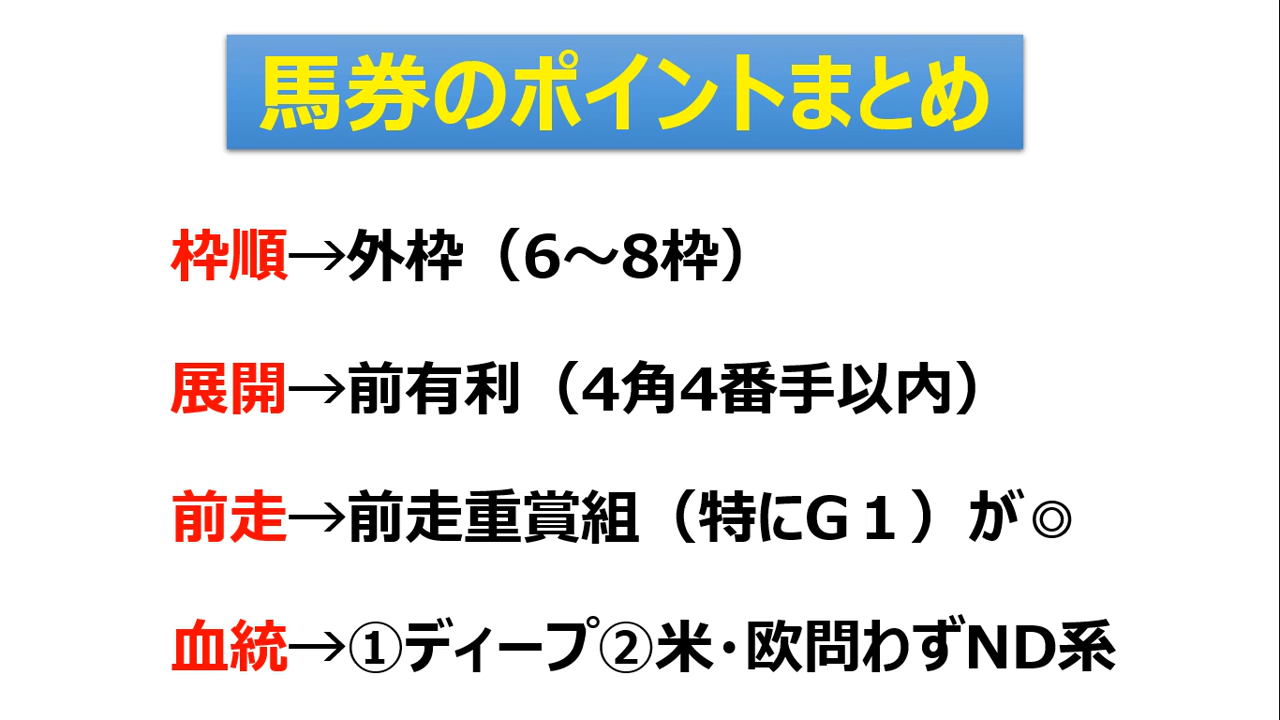 馬券のポイントまとめ
枠順→外枠（6～8枠）
展開→前有利（4角4番手以内）
前走→前走重賞組（特にG１）が◎
血統→①ディープ②米・欧問わずND系